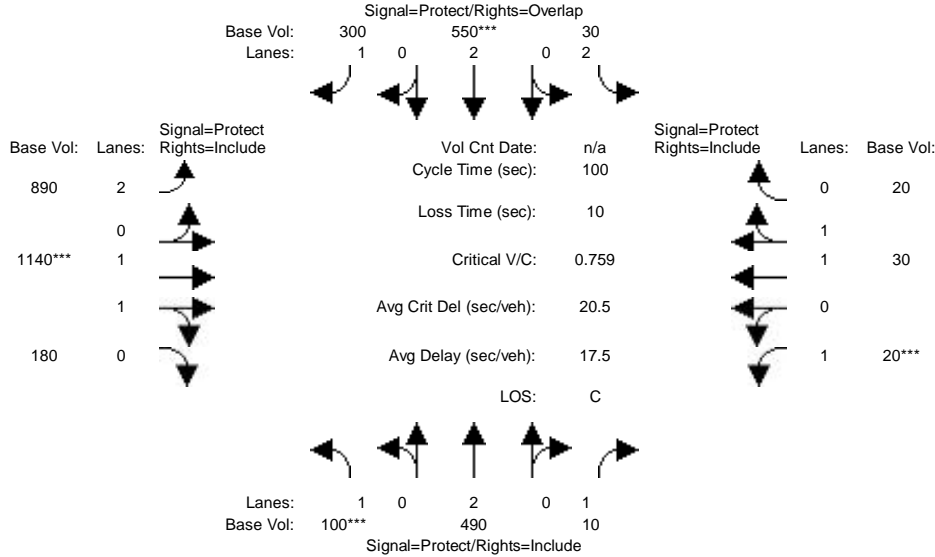 Signal=Protect/Rights=Overlap
Base Vol: 300 550*** 30
Lanes: 1 0 2 0 2
Signal=Protect
Base Vol: Lanes: Rights=Include
Vol Cnt Date: n/a
Signal=Protect
Rights=Include Lanes: Base Vol:
Cycle Time (sec): 100
890 2
0 20
Loss Time (sec): 10
0
1
1140*** 1
Critical V/C: 0.759
1 30
1
Avg Crit Del (sec/veh): 20.5
0
180 0
Avg Delay (sec/veh): 17.5
1 20***
LOS: C
Lanes: 1 0 2 0 1
Base Vol: 100*** 490 10
Signal=Protect/Rights=Include